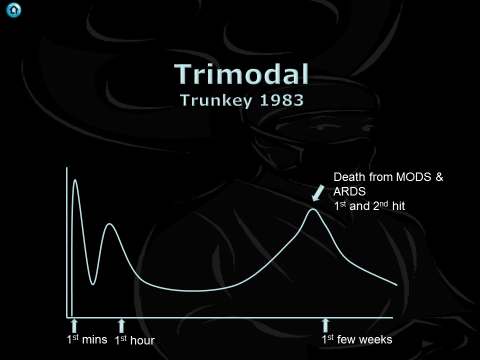 Trimodal
Trunkey 1983
Death from MODS &
ARDS
1st and 2nd hit
1st mins
1st hour
1st few weeks